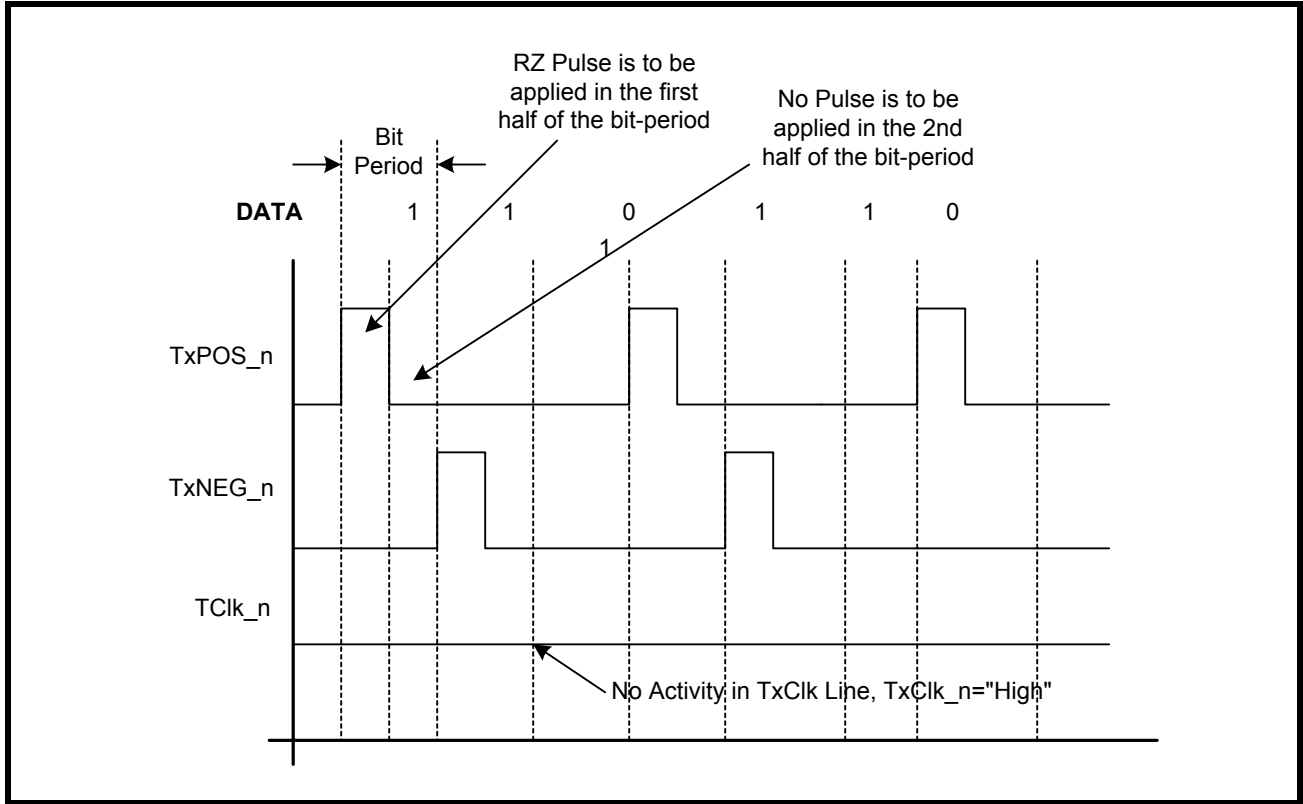 RZ Pulse is to be
applied in the first
half of the bit-period
No Pulse is to be
applied in the 2nd
half of the bit-period
Bit
Period
DATA 1 1 0 1 1 0
1
TxPOS_n
TxNEG_n
TClk_n
No Activity in TxClk Line, TxClk_n="High"